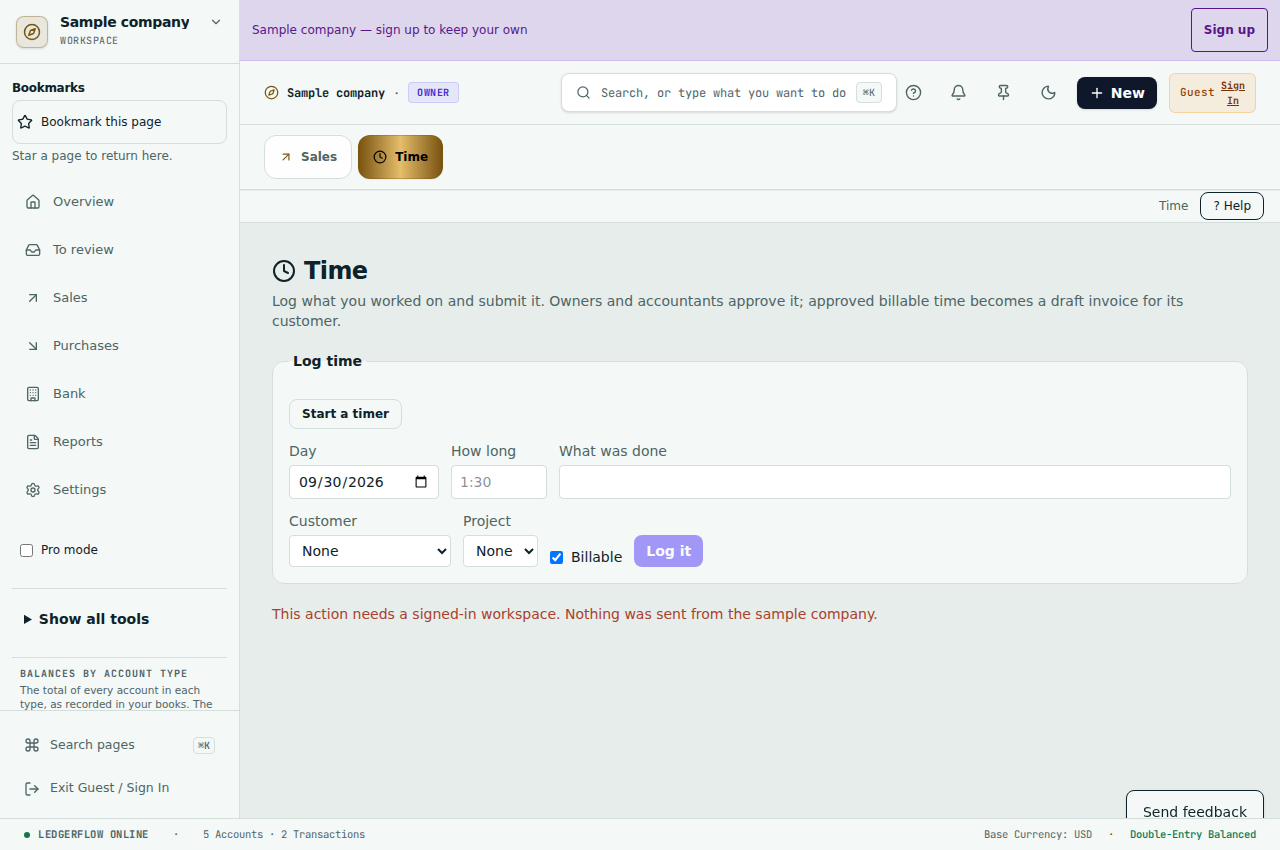 Sample company
WORKSPACE
Bookmarks
Bookmark this page
Star a page to return here.
Overview
To review
Sales
Purchases
Bank
Reports
Settings
Pro mode
Show all tools
BALANCES BY ACCOUNT TYPE
The total of every account in each
type, as recorded in your books. The
Search pages
⌘K
Exit Guest / Sign In
Sample company — sign up to keep your own
Sign up
Sample company · OWNER
Search, or type what you want to do ⌘K
New
Guest Sign In
Sales
Time
Time
? Help
Time
Log what you worked on and submit it. Owners and accountants approve it; approved billable time becomes a draft invoice for its
customer.
Log time
Start a timer
Day How long What was done
09/30/2026 1:30
Customer Project
None None Billable Log it
This action needs a signed-in workspace. Nothing was sent from the sample company.
Send feedback
LEDGERFLOW ONLINE · 5 Accounts · 2 Transactions
Base Currency: USD · Double-Entry Balanced